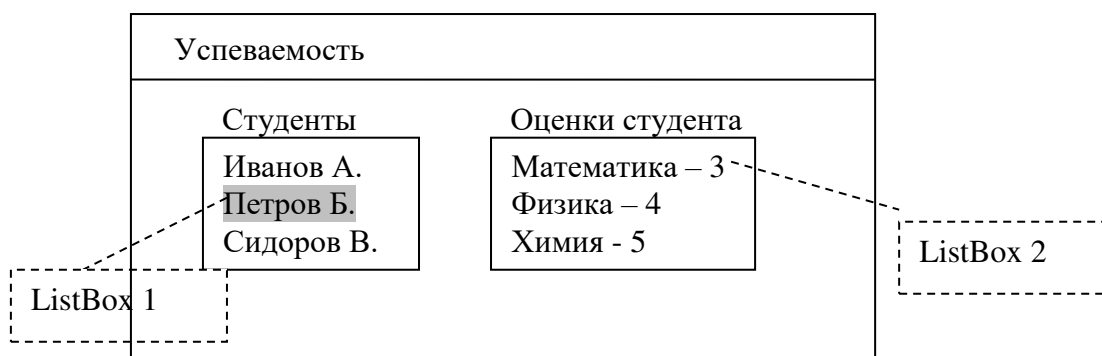 Успеваемость
Студенты
Оценки студента
Иванов А.
Петров Б.
Сидоров В.
Математика – 3
Физика – 4
Химия - 5
ListBox 1
ListBox 2